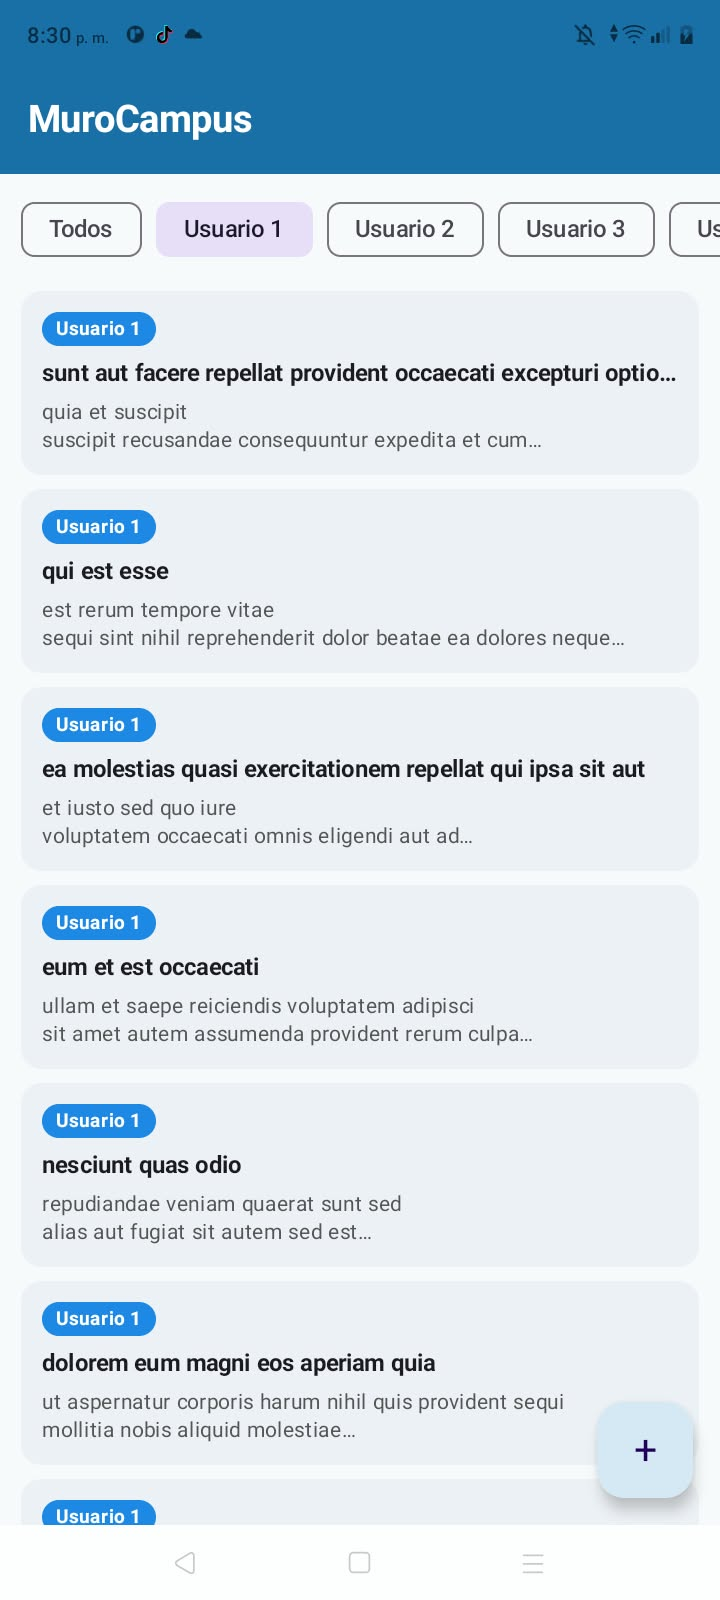 8:30 p. m.
MuroCampus
Todos
Usuario 1
Usuario 2
Usuario 3
Us
Usuario 1
sunt aut facere repellat provident occaecati excepturi optio…
quia et suscipit
suscipit recusandae consequuntur expedita et cum…
Usuario 1
qui est esse
est rerum tempore vitae
sequi sint nihil reprehenderit dolor beatae ea dolores neque…
Usuario 1
ea molestias quasi exercitationem repellat qui ipsa sit aut
et iusto sed quo iure
voluptatem occaecati omnis eligendi aut ad…
Usuario 1
eum et est occaecati
ullam et saepe reiciendis voluptatem adipisci
sit amet autem assumenda provident rerum culpa…
Usuario 1
nesciunt quas odio
repudiandae veniam quaerat sunt sed
alias aut fugiat sit autem sed est…
Usuario 1
dolorem eum magni eos aperiam quia
ut aspernatur corporis harum nihil quis provident sequi
mollitia nobis aliquid molestiae…
+
Usuario 1